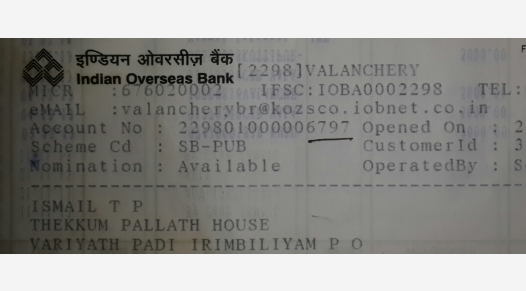 इण्डियन ओवरसीज़ बैंक
Indian Overseas Bank [2298]VALANCHERY
MICR :676020002 IFSC:IOBA0002298 TEL:
eMAIL :valancherybr@kozsco.iobnet.co.in
Account No : 229801000006797 Opened On : 2
Scheme Cd : SB-PUB CustomerId : 3
Nomination : Available OperatedBy : S
ISMAIL T P
THEKKUM PALLATH HOUSE
VARIYATH PADI IRIMBILIYAM P O